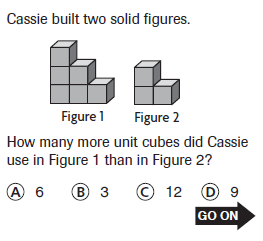 Cassie built two solid figures.
Figure 1 Figure 2
How many more unit cubes did Cassie
use in Figure 1 than in Figure 2?
A 6 B 3 C 12 D 9
GO ON